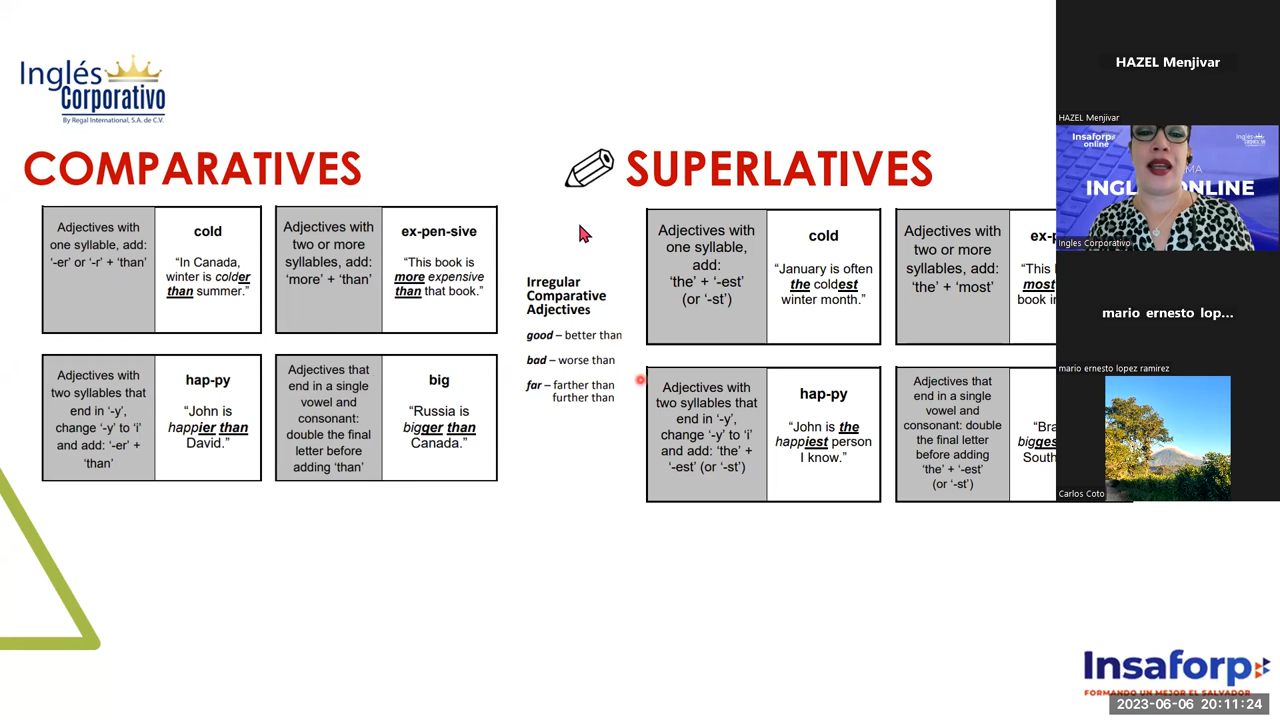 Inglés
Corporativo
By Regal International, S.A. de C.V.
COMPARATIVES
Adjectives with
one syllable, add:
'-er' or '-r' + 'than'
cold
“In Canada,
winter is colder
than summer.”
Adjectives with
two or more
syllables, add:
'more' + 'than'
ex-pen-sive
“This book is
more expensive
than that book.”
Adjectives with
two syllables that
end in '-y',
change '-y' to 'i'
and add: '-er' +
'than'
hap-py
“John is
happier than
David.”
Adjectives that
end in a single
vowel and
consonant:
double the final
letter before
adding 'than'
big
“Russia is
bigger than
Canada.”
Irregular
Comparative
Adjectives
good – better than
bad – worse than
far – farther than
further than
SUPERLATIVES
Adjectives with
one syllable,
add:
'the' + '-est'
(or '-st')
cold
“January is often
the coldest
winter month.”
Adjectives with
two or more
syllables, add:
'the' + 'most'
“This
most
book in
Adjectives with
two syllables that
end in '-y',
change '-y' to 'i'
and add: 'the' +
-est' (or '-st')
hap-py
“John is the
happiest person
I know.”
Adjectives that
end in a single
vowel and
consonant: double
the final letter
before adding
'the' + '-est'
(or '-st')
South
HAZEL Menjivar
HAZEL Menjivar
Insaforp
online
INGL ONLINE
Ingles Corporativo
mario ernesto lop...
mario ernesto lopez ramirez
Carlos Coto
Insaforp
FORMANDO UN MEJOR EL SALVADOR
2023-06-06 20:11:24